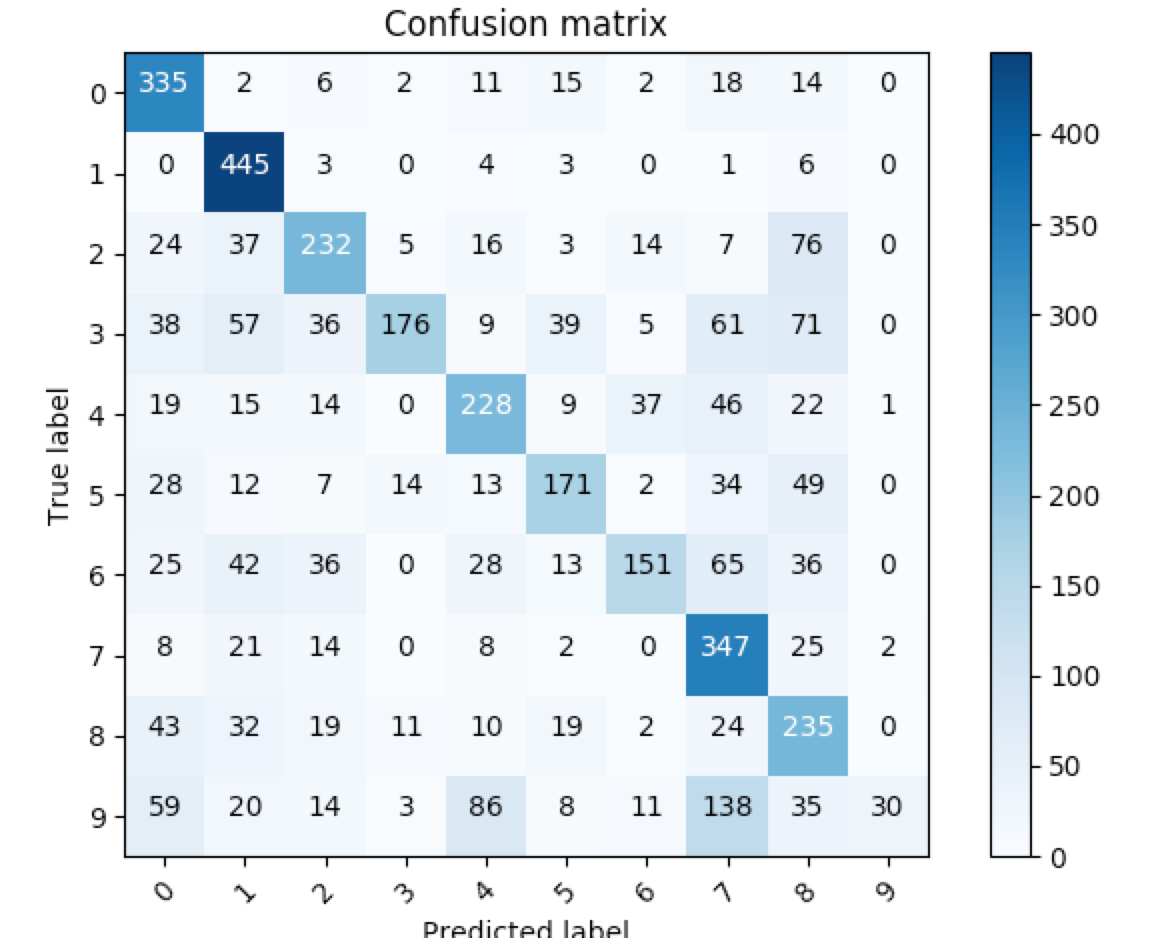 Confusion matrix
0 335 2 6 2 11 15 2 18 14 0
1 0 445 3 0 4 3 0 1 6 0
2 24 37 232 5 16 3 14 7 76 0
3 38 57 36 176 9 39 5 61 71 0
4 19 15 14 0 228 9 37 46 22 1
5 28 12 7 14 13 171 2 34 49 0
6 25 42 36 0 28 13 151 65 36 0
7 8 21 14 0 8 2 0 347 25 2
8 43 32 19 11 10 19 2 24 235 0
9 59 20 14 3 86 8 11 138 35 30
0 1 2 3 4 5 6 7 8 9
True label
Predicted label
400
350
300
250
200
150
100
50
0